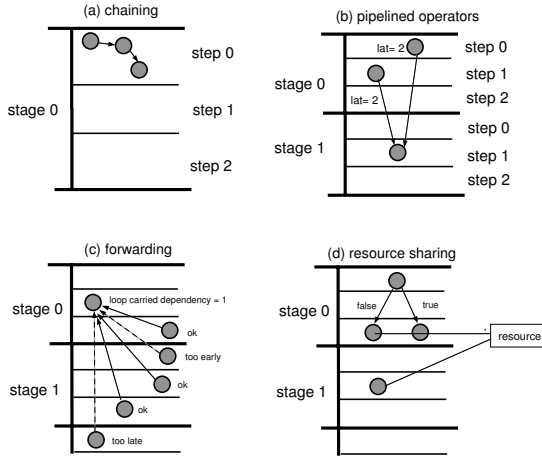 (a) chaining
step 0
stage 0
step 1
step 2
(b) pipelined operators
lat= 2
step 0
step 1
stage 0
lat= 2
step 2
step 0
stage 1
step 1
step 2
(c) forwarding
loop carried dependency = 1
stage 0
ok
too early
stage 1
ok
ok
too late
(d) resource sharing
stage 0
false
true
resource
stage 1